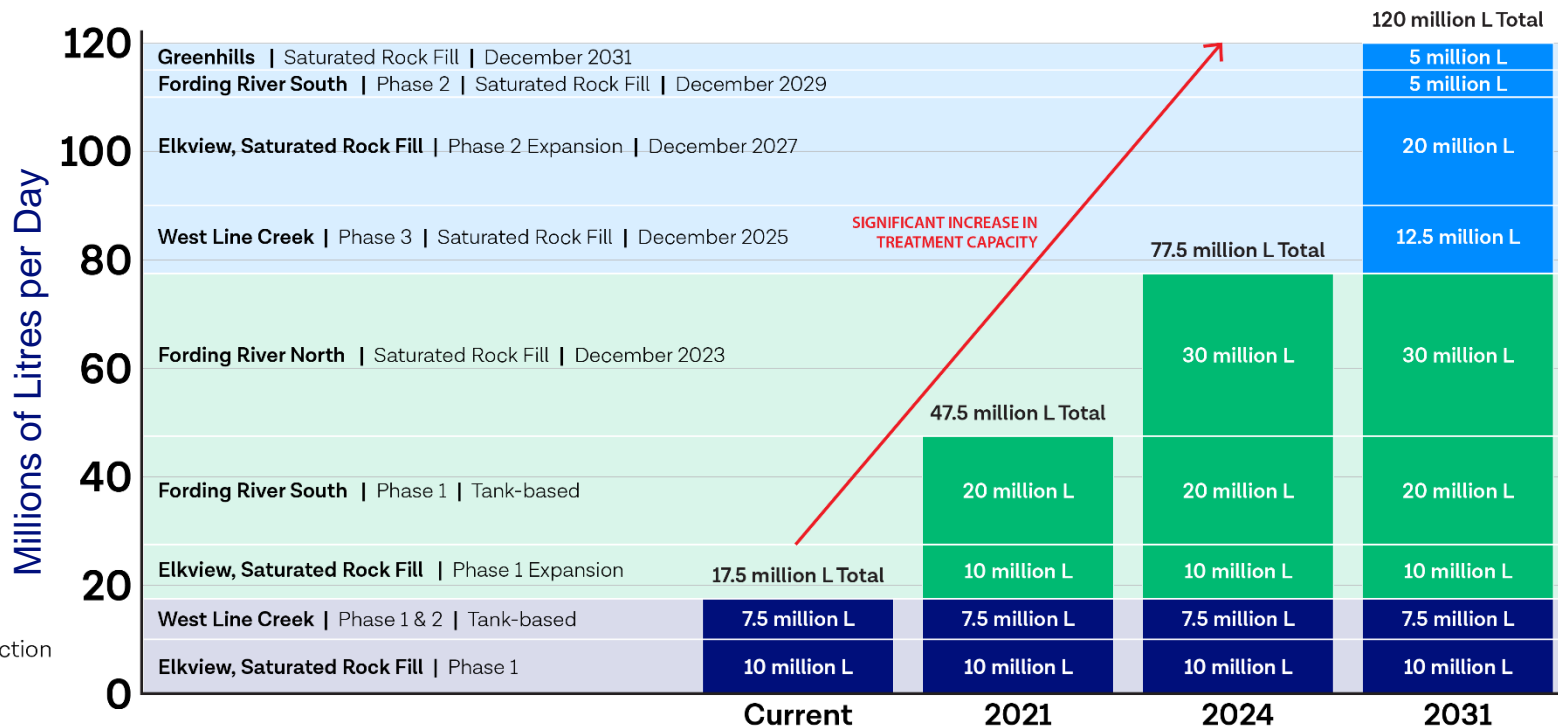 120 million L Total
120
Greenhills | Saturated Rock Fill | December 2031
5 million L
Fording River South | Phase 2 | Saturated Rock Fill | December 2029
5 million L
100
Elkview, Saturated Rock Fill | Phase 2 Expansion | December 2027
20 million L
SIGNIFICANT INCREASE IN
TREATMENT CAPACITY
West Line Creek | Phase 3 | Saturated Rock Fill | December 2025
12.5 million L
77.5 million L Total
80
Millions of Litres per Day
Fording River North | Saturated Rock Fill | December 2023
30 million L
30 million L
60
47.5 million L Total
40
Fording River South | Phase 1 | Tank-based
20 million L
20 million L
20 million L
Elkview, Saturated Rock Fill | Phase 1 Expansion
17.5 million L Total
10 million L
10 million L
10 million L
20
West Line Creek | Phase 1 & 2 | Tank-based
7.5 million L
7.5 million L
7.5 million L
7.5 million L
ction
Elkview, Saturated Rock Fill | Phase 1
10 million L
10 million L
10 million L
10 million L
0
Current
2021
2024
2031